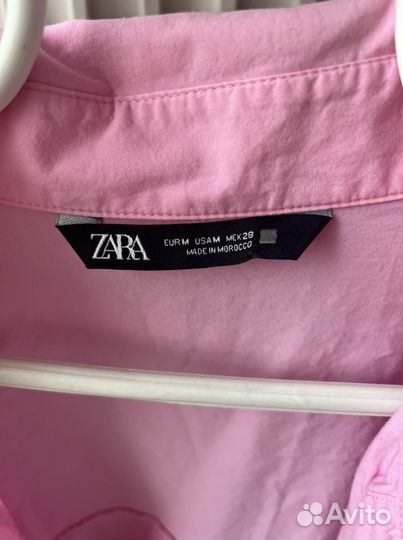 ZARA
EUR M USA M MEX 28
MADE IN MOROCCO
Avito